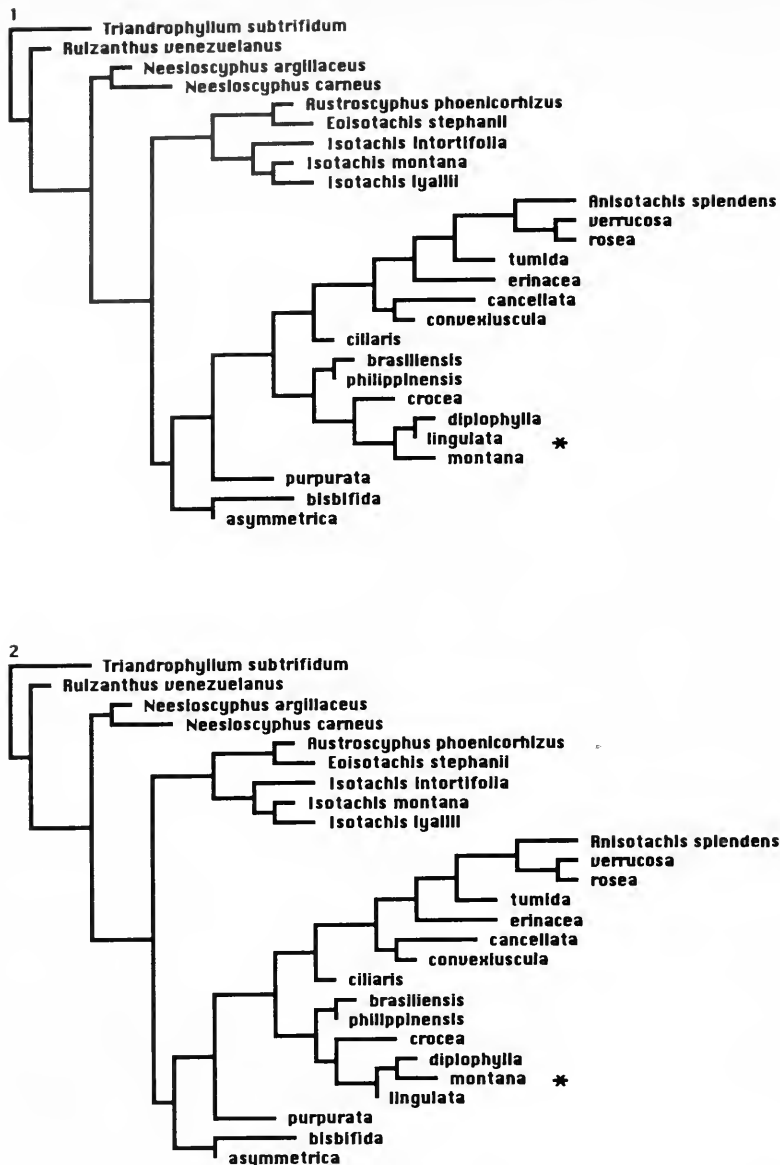 1
Triandrophyllum subtrifidum
Ruizanthus venezuelanus
Neesioscyphus argillaceus
Neesioscyphus carneus
Austroscyphus phoenicorhizus
Eoisotachis stephanii
Isotachis intortifolia
Isotachis montana
Isotachis lyallii
Anisotachis splendens
verrucosa
rosea
tumida
erinacea
cancellata
convexiuscula
ciliaris
brasiliensis
philippinensis
crocea
diplophylla
lingulata *
montana
purpurata
bisbifida
asymmetrica
2
Triandrophyllum subtrifidum
Ruizanthus venezuelanus
Neesioscyphus argillaceus
Neesioscyphus carneus
Austroscyphus phoenicorhizus
Eoisotachis stephanii
Isotachis intortifolia
Isotachis montana
Isotachis lyallii
Anisotachis splendens
verrucosa
rosea
tumida
erinacea
cancellata
convexiuscula
ciliaris
brasiliensis
philippinensis
crocea
diplophylla
montana *
lingulata
purpurata
bisbifida
asymmetrica